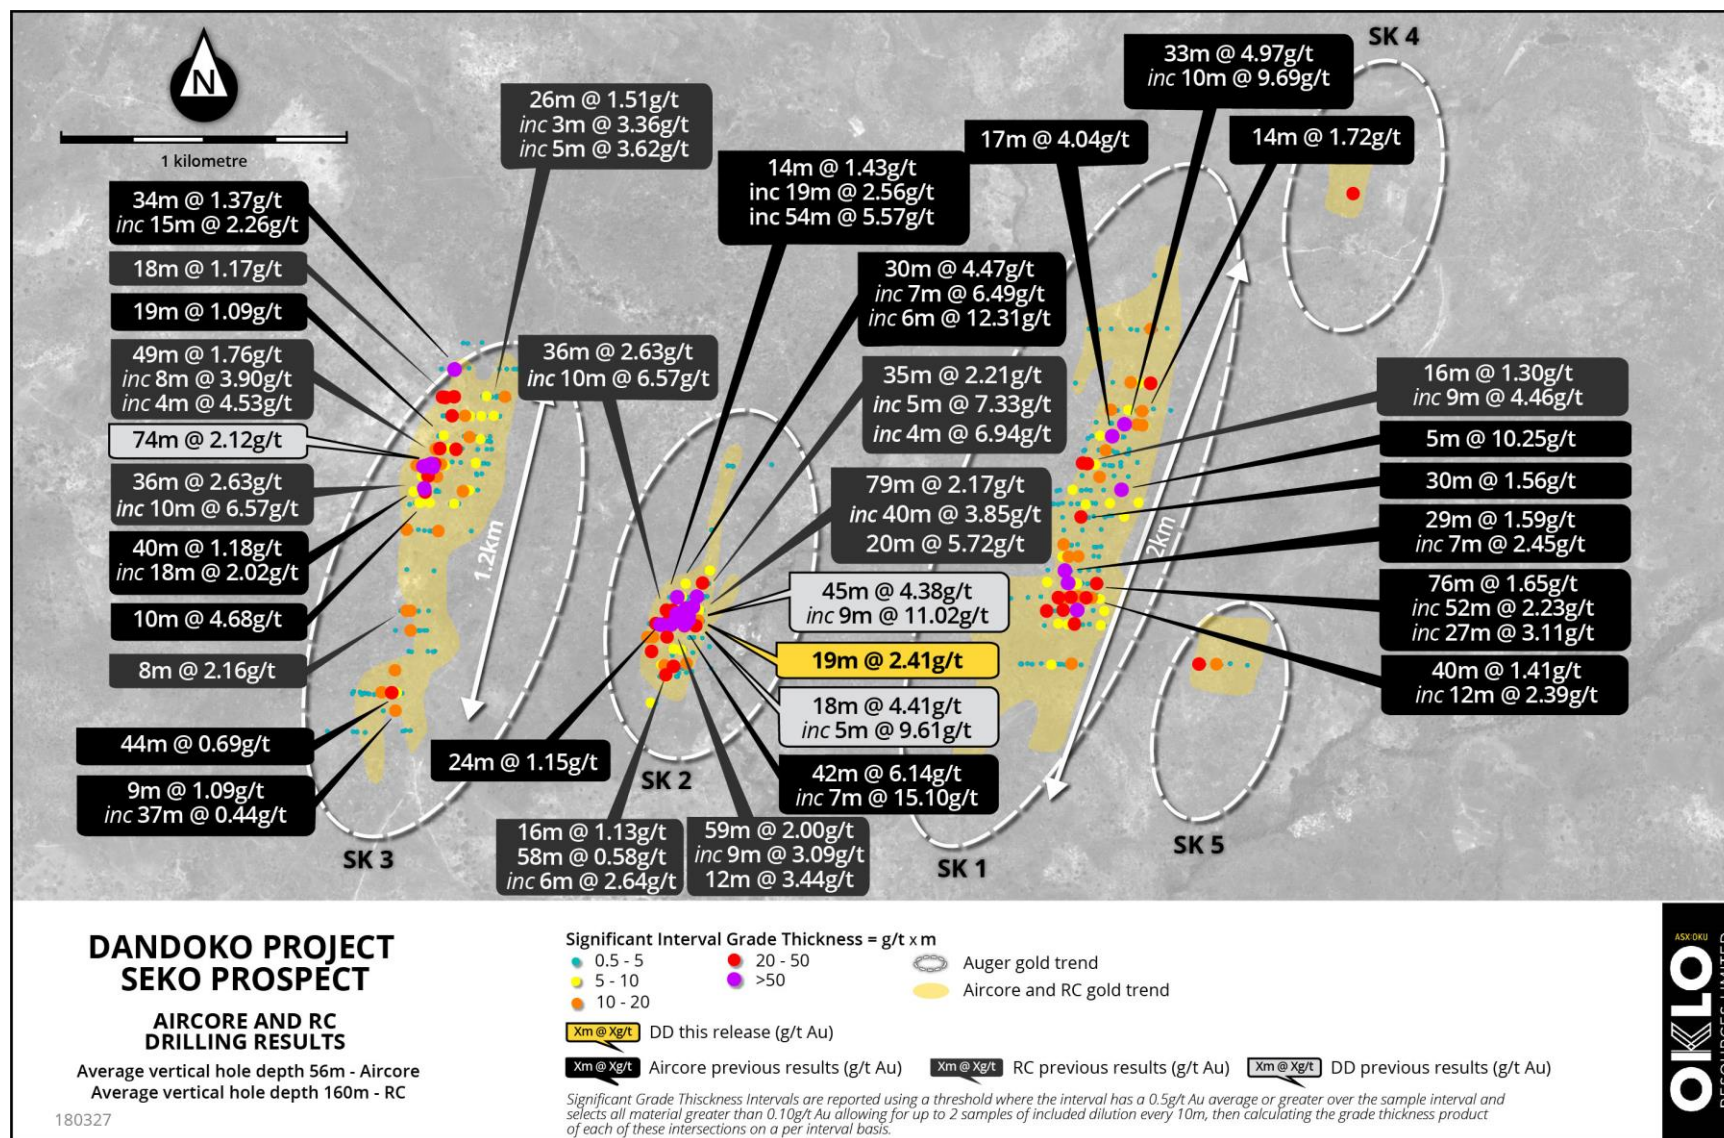 SK 4
33m @ 4.97g/t
inc 10m @ 9.69g/t
N
1 kilometre
26m @ 1.51g/t
inc 3m @ 3.36g/t
inc 5m @ 3.62g/t
17m @ 4.04g/t
14m @ 1.72g/t
14m @ 1.43g/t
inc 19m @ 2.56g/t
inc 54m @ 5.57g/t
34m @ 1.37g/t
inc 15m @ 2.26g/t
18m @ 1.17g/t
19m @ 1.09g/t
49m @ 1.76g/t
inc 8m @ 3.90g/t
inc 4m @ 4.53g/t
74m @ 2.12g/t
36m @ 2.63g/t
inc 10m @ 6.57g/t
40m @ 1.18g/t
inc 18m @ 2.02g/t
10m @ 4.68g/t
8m @ 2.16g/t
44m @ 0.69g/t
9m @ 1.09g/t
inc 37m @ 0.44g/t
1.2km
SK 3
36m @ 2.63g/t
inc 10m @ 6.57g/t
30m @ 4.47g/t
inc 7m @ 6.49g/t
inc 6m @ 12.31g/t
35m @ 2.21g/t
inc 5m @ 7.33g/t
inc 4m @ 6.94g/t
79m @ 2.17g/t
inc 40m @ 3.85g/t
20m @ 5.72g/t
45m @ 4.38g/t
inc 9m @ 11.02g/t
19m @ 2.41g/t
18m @ 4.41g/t
inc 5m @ 9.61g/t
42m @ 6.14g/t
inc 7m @ 15.10g/t
24m @ 1.15g/t
SK 2
16m @ 1.13g/t
58m @ 0.58g/t
inc 6m @ 2.64g/t
59m @ 2.00g/t
inc 9m @ 3.09g/t
12m @ 3.44g/t
16m @ 1.30g/t
inc 9m @ 4.46g/t
5m @ 10.25g/t
30m @ 1.56g/t
29m @ 1.59g/t
inc 7m @ 2.45g/t
76m @ 1.65g/t
inc 52m @ 2.23g/t
inc 27m @ 3.11g/t
40m @ 1.41g/t
inc 12m @ 2.39g/t
2km
SK 1
SK 5
DANDOKO PROJECT
SEKO PROSPECT
AIRCORE AND RC
DRILLING RESULTS
Average vertical hole depth 56m - Aircore
Average vertical hole depth 160m - RC
180327
Significant Interval Grade Thickness = g/t x m
0.5 - 5
5 - 10
10 - 20
20 - 50
>50
Auger gold trend
Aircore and RC gold trend
Xm @ Xg/t DD this release (g/t Au)
Xm @ Xg/t Aircore previous results (g/t Au)
Xm @ Xg/t RC previous results (g/t Au)
Xm @ Xg/t DD previous results (g/t Au)
Significant Grade Thisckness Intervals are reported using a threshold where the interval has a 0.5g/t Au average or greater over the sample interval and
selects all material greater than 0.10g/t Au allowing for up to 2 samples of included dilution every 10m, then calculating the grade thickness product
of each of these intersections on a per interval basis.
ASX:OKU
OKLO
RESOURCES LIMITED